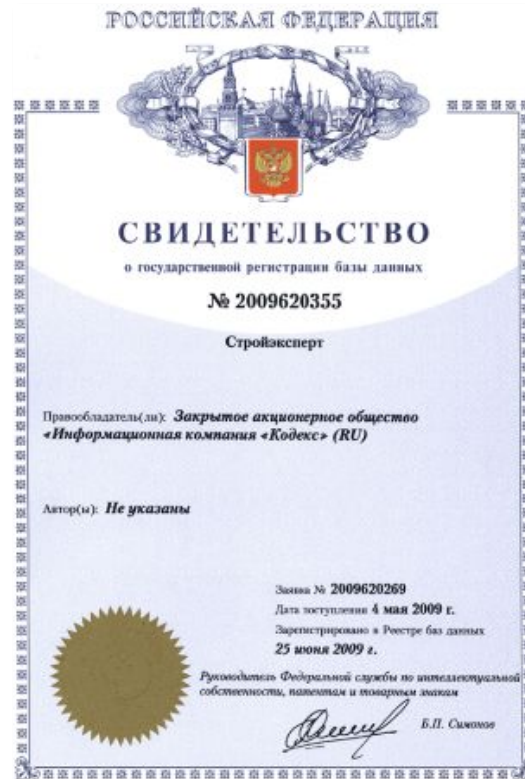 РОССИЙСКАЯ ФЕДЕРАЦИЯ
СВИДЕТЕЛЬСТВО
о государственной регистрации базы данных
№ 2009620355
Стройэксперт
Правообладатель(ли): Закрытое акционерное общество
«Информационная компания «Кодекс» (RU)
Автор(ы): Не указаны
Заявка № 2009620269
Дата поступления 4 мая 2009 г.
Зарегистрировано в Реестре баз данных
25 июня 2009 г.
Руководитель Федеральной службы по интеллектуальной
собственности, патентам и товарным знакам
Б.П. Симонов